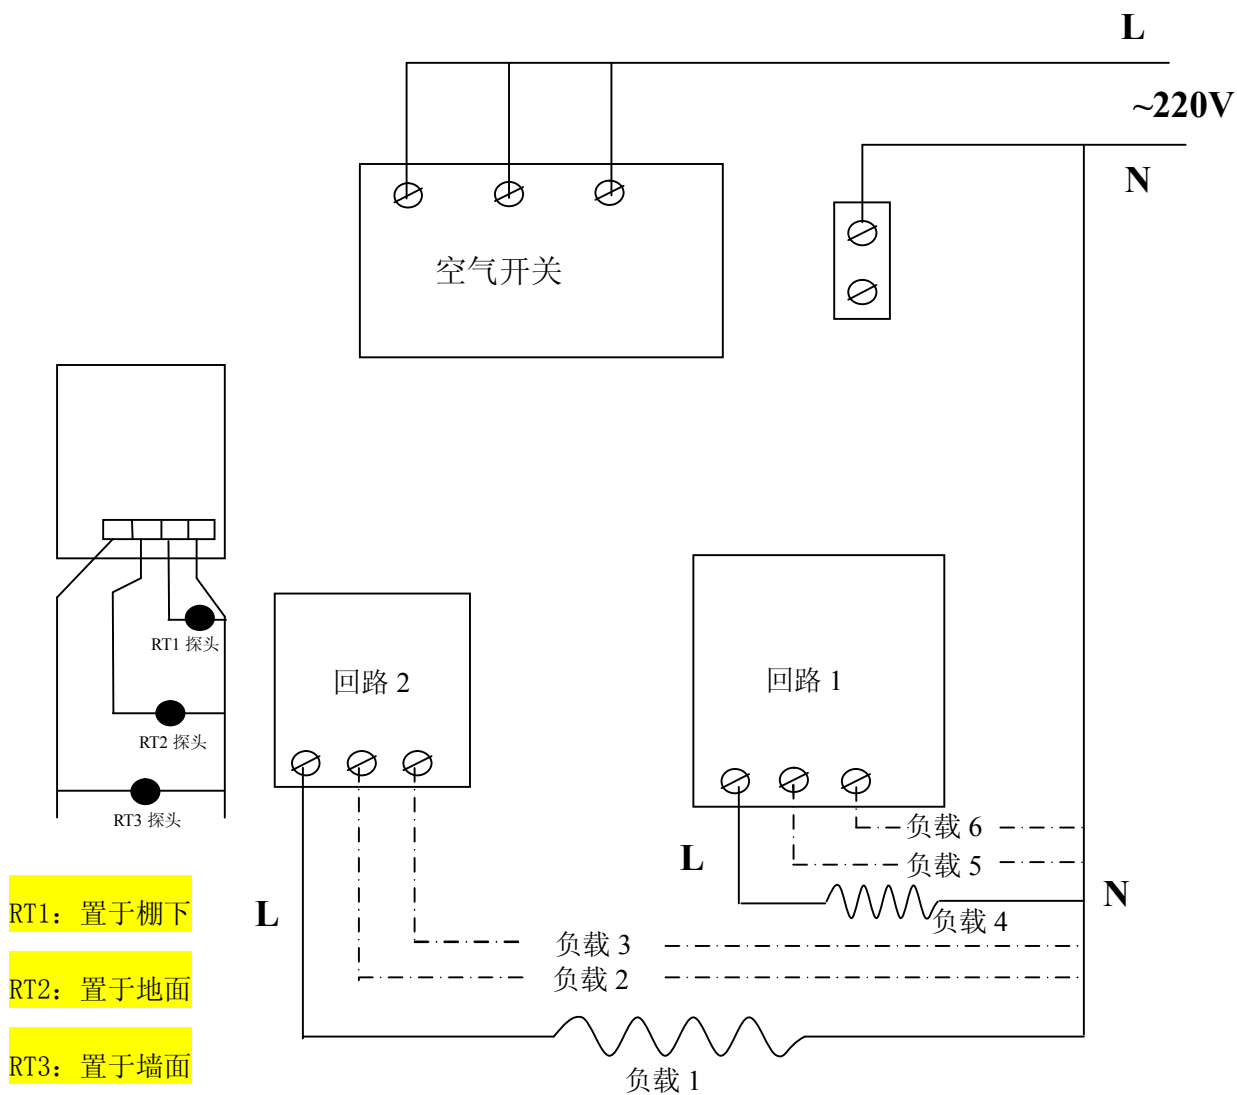 L
~220V
N
空气开关
RT1 探头
回路 2
回路 1
RT2 探头
RT3 探头
负载 6
L
负载 5
RT1: 置于棚下
L
N
负载 4
负载 3
RT2: 置于地面
负载 2
RT3: 置于墙面
负载 1